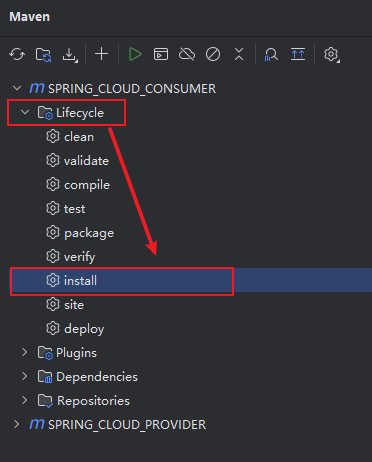 Maven
SPRING_CLOUD_CONSUMER
Lifecycle
clean
validate
compile
test
package
verify
install
site
deploy
Plugins
Dependencies
Repositories
SPRING_CLOUD_PROVIDER